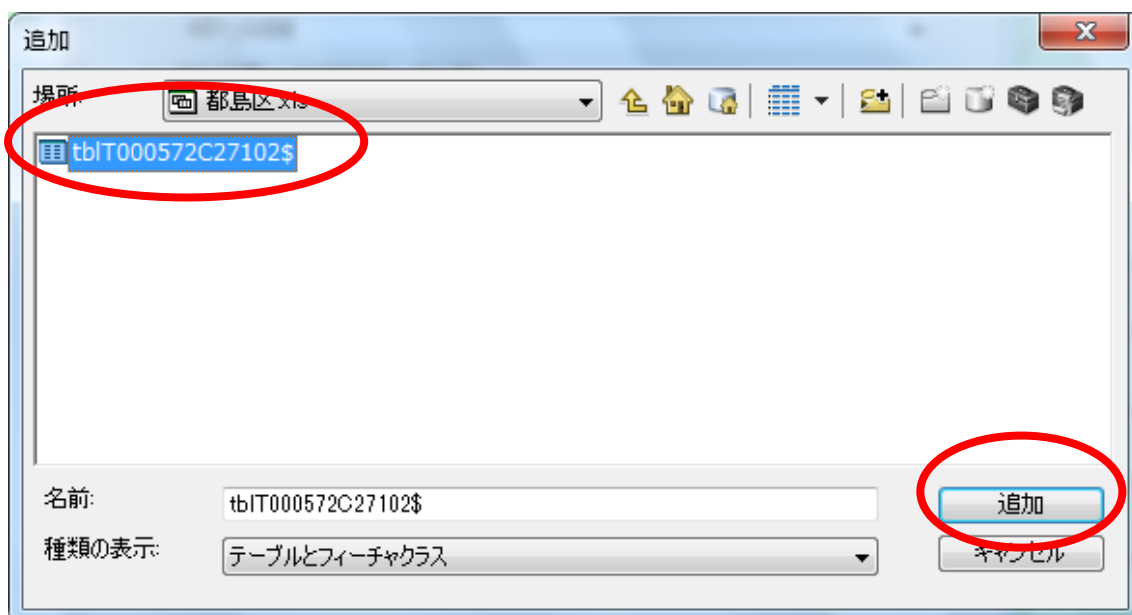 追加
場所:
都島区.xls
tblT000572C27102$
名前:
tblT000572C27102$
追加
種類の表示:
テーブルとフィーチャクラス
キャンセル